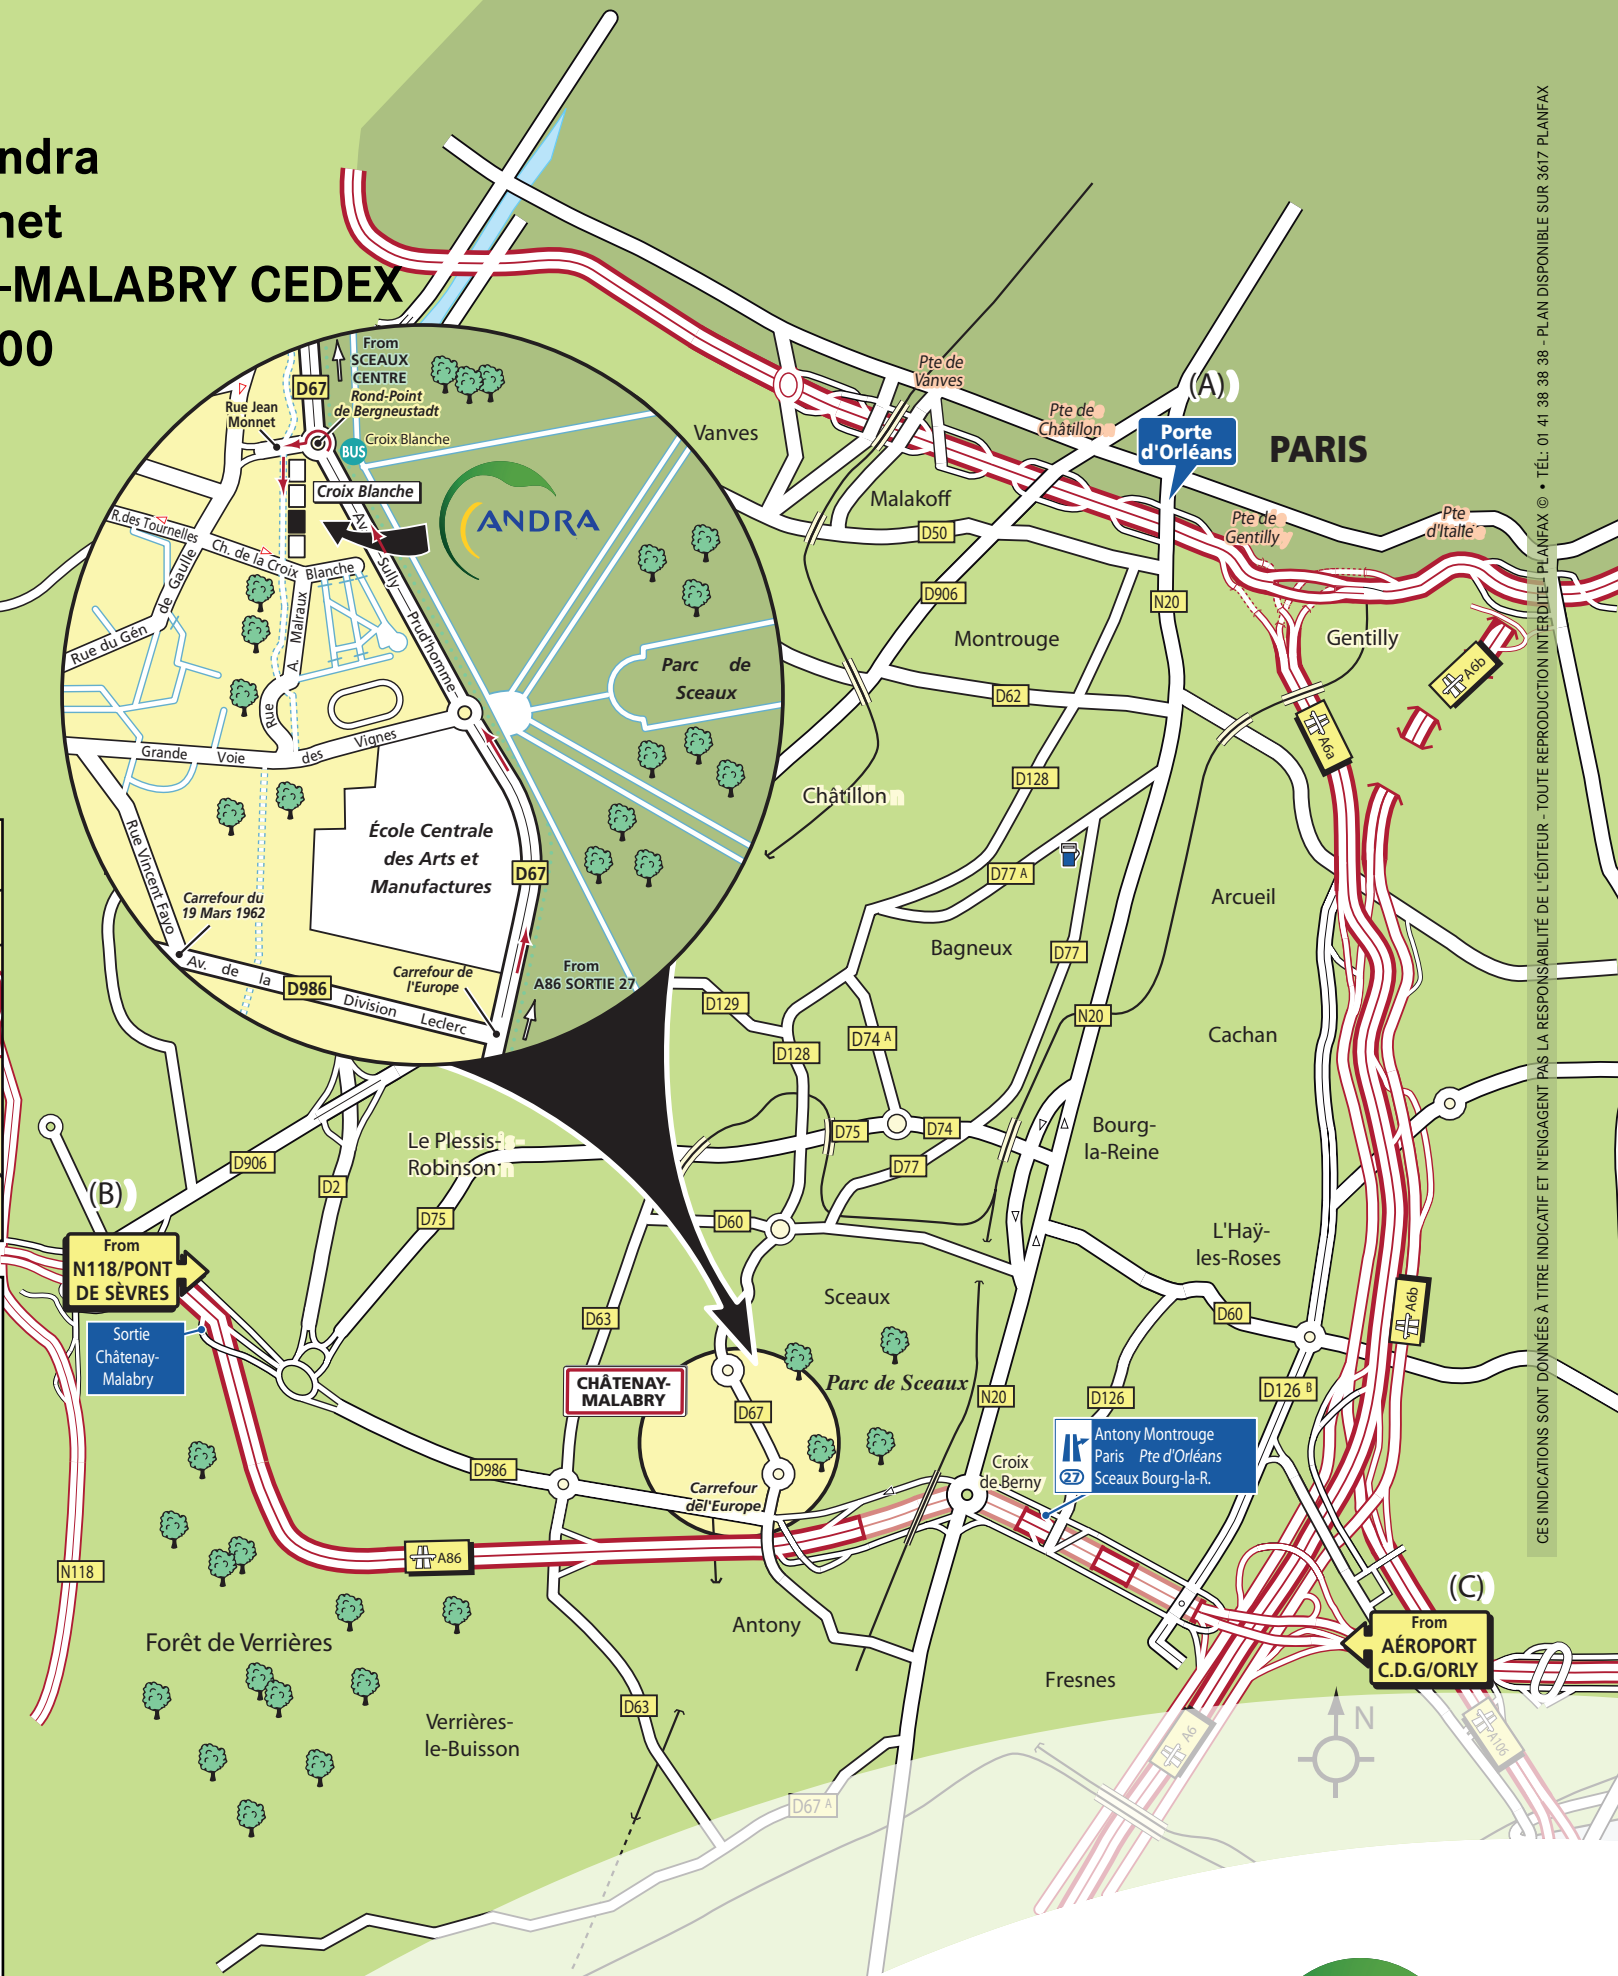 ndra
net
-MALABRY CEDEX
00
From
SCEAUX
CENTRE
D67
Rond-Point
de Bergneustadt
Rue Jean
Monnet
Croix Blanche
BUS
Croix Blanche
ANDRA
R.des Tournelles
Ch. de la Croix Blanche
Av. Sully Prud'homme
Rue du Gén. de Gaulle
Rue A. Malraux
Parc de
Sceaux
Grande Voie des Vignes
École Centrale
des Arts et
Manufactures
D67
Rue Vincent Fayo
Carrefour du
19 Mars 1962
Av. de la Division Leclerc
D986
Carrefour de
l'Europe
From
A86 SORTIE 27
Pte de
Vanves
Pte de
Châtillon
(A)
Porte
d'Orléans
PARIS
Vanves
Malakoff
D50
Pte de
Gentilly
Pte
d'Italie
D906
N20
Montrouge
Gentilly
A6b
D62
A6a
D128
Châtillon
D77 A
Arcueil
Bagneux
D77
D129
N20
Cachan
D128
D74 A
Le Plessis-
Robinson
D75
D74
Bourg-
la-Reine
D906
D2
D77
(B)
D75
D60
L'Haÿ-
les-Roses
From
N118/PONT
DE SÈVRES
Sortie
Châtenay-
Malabry
D63
Sceaux
D60
A6b
CHÂTENAY-
MALABRY
Parc de Sceaux
D67
N20
D126
D126 B
Antony Montrouge
Paris Pte d'Orléans
27
Sceaux Bourg-la-R.
D986
Croix
de Berny
Carrefour
de l'Europe
A86
N118
(C)
From
AÉROPORT
C.D.G/ORLY
Antony
Forêt de Verrières
Fresnes
D63
Verrières-
le-Buisson
A6
N
A106
D67 A
CES INDICATIONS SONT DONNÉES À TITRE INDICATIF ET N'ENGAGENT PAS LA RESPONSABILITÉ DE L'ÉDITEUR - TOUTE REPRODUCTION INTERDITE - PLANFAX © • TÉL: 01 41 38 38 38 - PLAN DISPONIBLE SUR 3617 PLANFAX